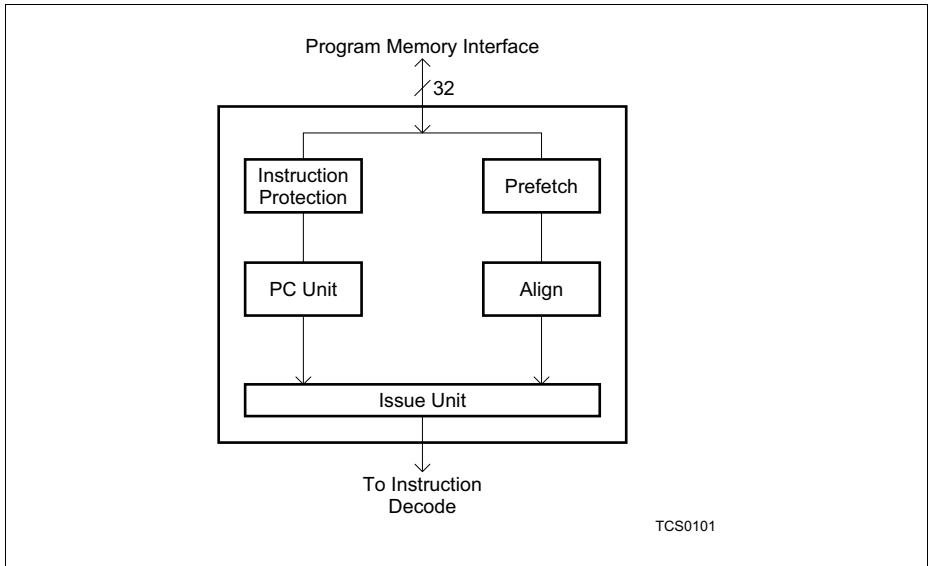 Program Memory Interface
32
Instruction
Protection
Prefetch
PC Unit
Align
Issue Unit
To Instruction
Decode
TCS0101